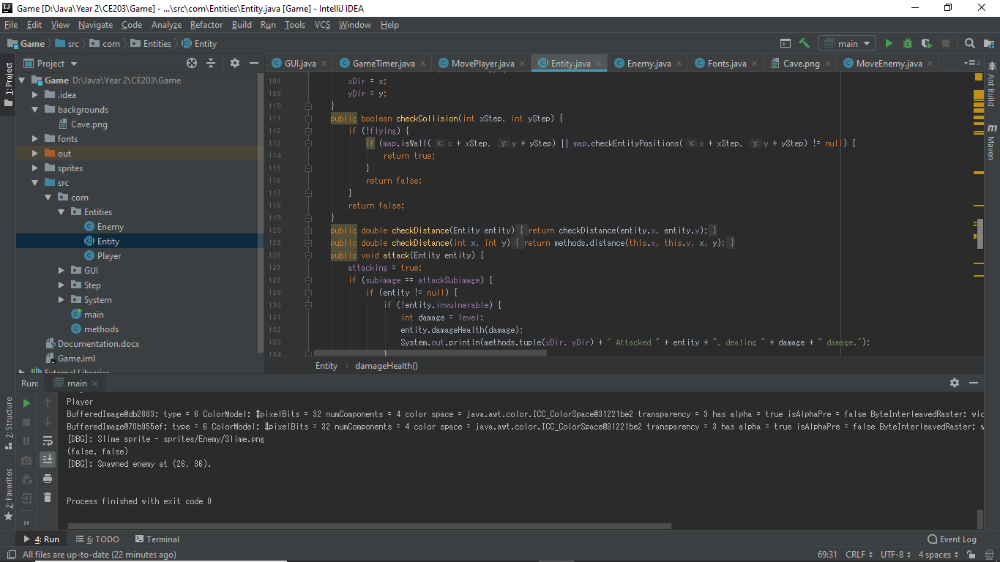 Game [D:\Java\Year 2\CE203\Game] - ...\src\com\Entities\Entity.java [Game] - IntelliJ IDEA
File Edit View Navigate Code Analyze Refactor Build Run Tools VCS Window Help
Game src com Entities Entity main
1: Project
Project
GUI.java GameTimer.java MovePlayer.java Entity.java Enemy.java Fonts.java Cave.png MoveEnemy.java
Game D:\Java\Year 2\CE203\Game
.idea
backgrounds
Cave.png
fonts
out
sprites
src
com
Entities
Enemy
Entity
Player
GUI
Step
System
main
methods
Documentation.docx
Game.iml
External Libraries
108 xDir = x;
109 yDir = y;
110 }
111 public boolean checkCollision(int xStep, int yStep) {
112 if (!flying) {
113 if (map.isWall( x: x + xStep, y: y + yStep) || map.checkEntityPositions( x: x + xStep, y: y + yStep) != null) {
114 return true;
115 }
116 return false;
117 }
118 return false;
119 }
120 public double checkDistance(Entity entity) { return checkDistance(entity.x, entity.y); }
123 public double checkDistance(int x, int y) { return methods.distance(this.x, this.y, x, y); }
126 public void attack(Entity entity) {
127 attacking = true;
128 if (subimage == attackSubimage) {
129 if (entity != null) {
130 if (!entity.invulnerable) {
131 int damage = level;
132 entity.damageHealth(damage);
133 System.out.println(methods.tuple(xDir, yDir) + " Attacked " + entity + ", dealing " + damage + " damage.");
134 }
Entity damageHealth()
Ant Build
Maven
Run: main
Player
BufferedImage@db2883: type = 6 ColorModel: #pixelBits = 32 numComponents = 4 color space = java.awt.color.ICC_ColorSpace@31221be2 transparency = 3 has alpha = true isAlphaPre = false ByteInterleavedRaster: wid
BufferedImage@70b955ef: type = 6 ColorModel: #pixelBits = 32 numComponents = 4 color space = java.awt.color.ICC_ColorSpace@31221be2 transparency = 3 has alpha = true isAlphaPre = false ByteInterleavedRaster: w
[DBG]: Slime sprite - sprites/Enemy/Slime.png
(false, false)
[DBG]: Spawned enemy at (26, 36).
Process finished with exit code 0
7: Structure
2: Favorites
4: Run 6: TODO Terminal Event Log
All files are up-to-date (22 minutes ago) 69:31 CRLF UTF-8 4 spaces